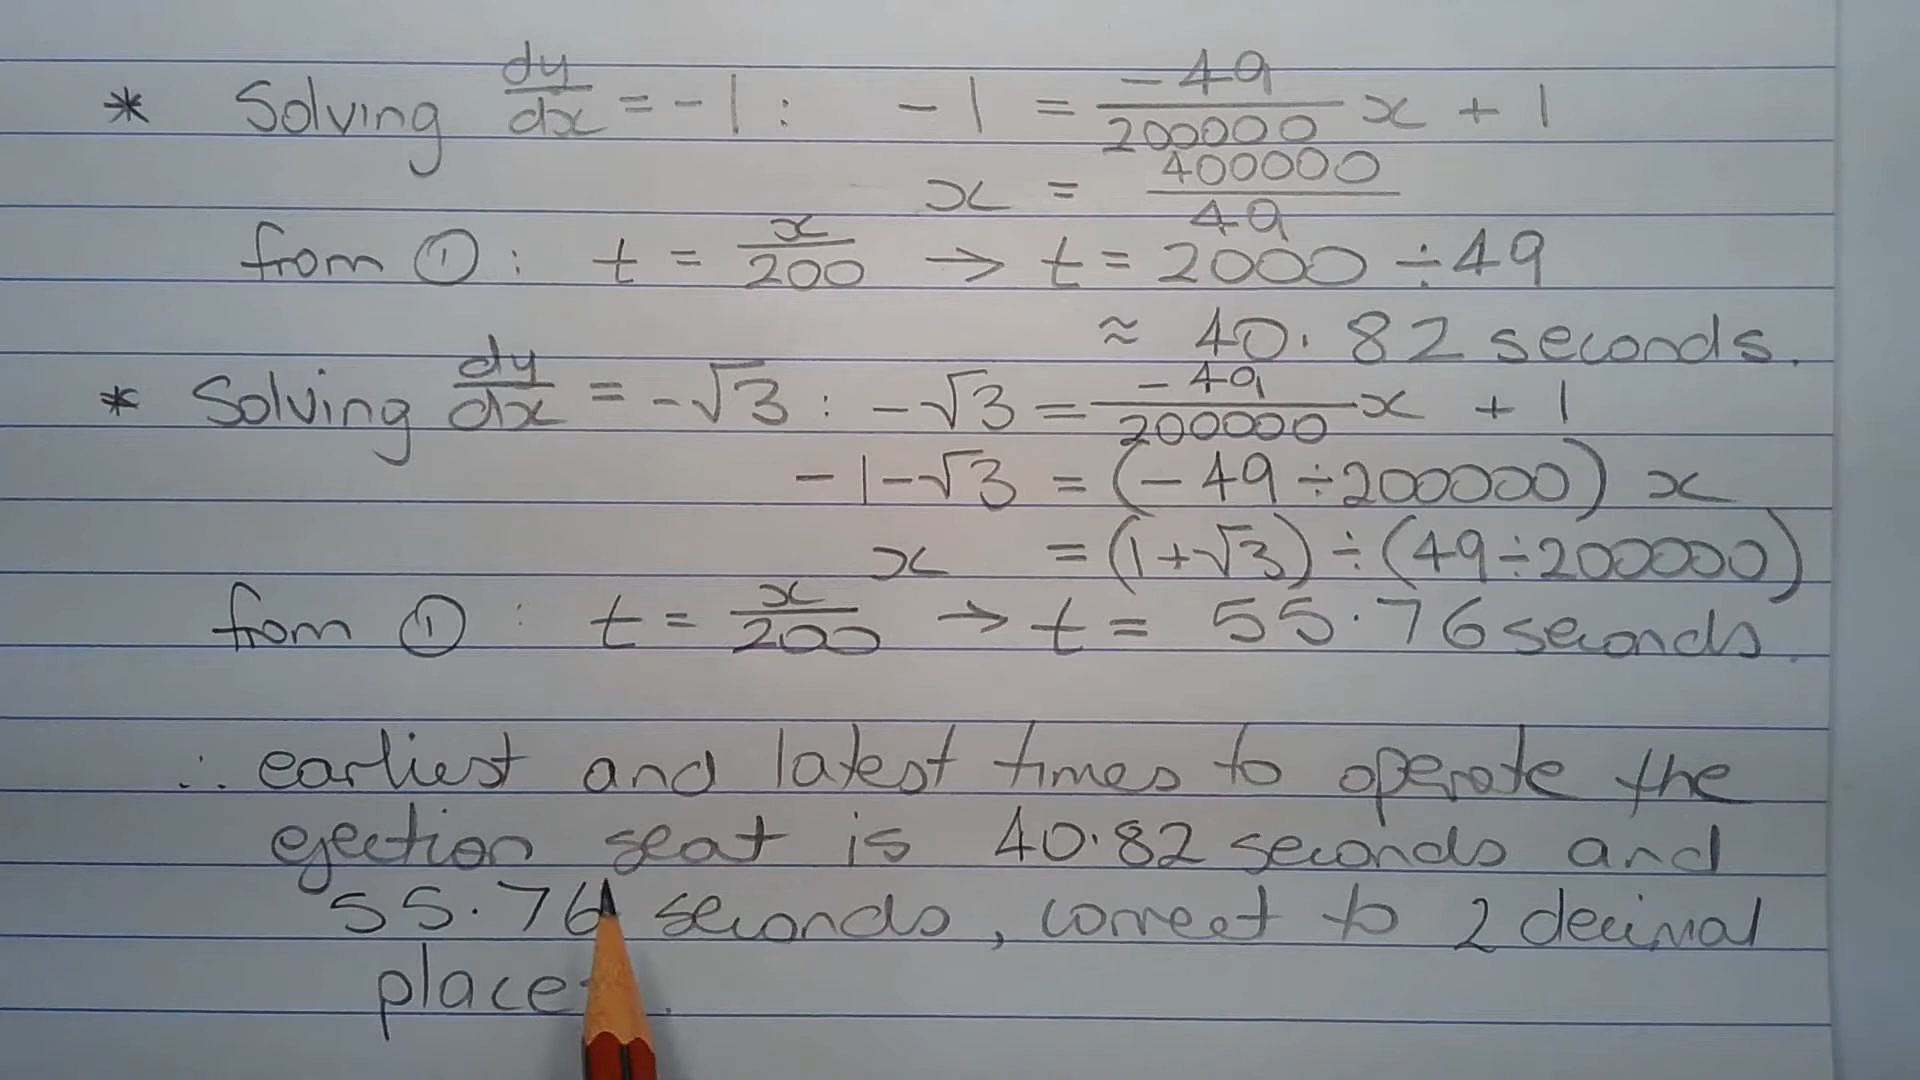 * Solving dy/dx = -1 : -1 = -49/200000 x + 1
x = 400000/49
from ① : t = x/200 → t = 2000 ÷ 49
≈ 40.82 seconds.
* Solving dy/dx = -√3 : -√3 = -49/200000 x + 1
-1-√3 = (-49÷200000) x
x = (1+√3) ÷ (49÷200000)
from ① : t = x/200 → t = 55.76 seconds.
∴ earliest and latest times to operate the
ejection seat is 40.82 seconds and
55.76 seconds, correct to 2 decimal
places.